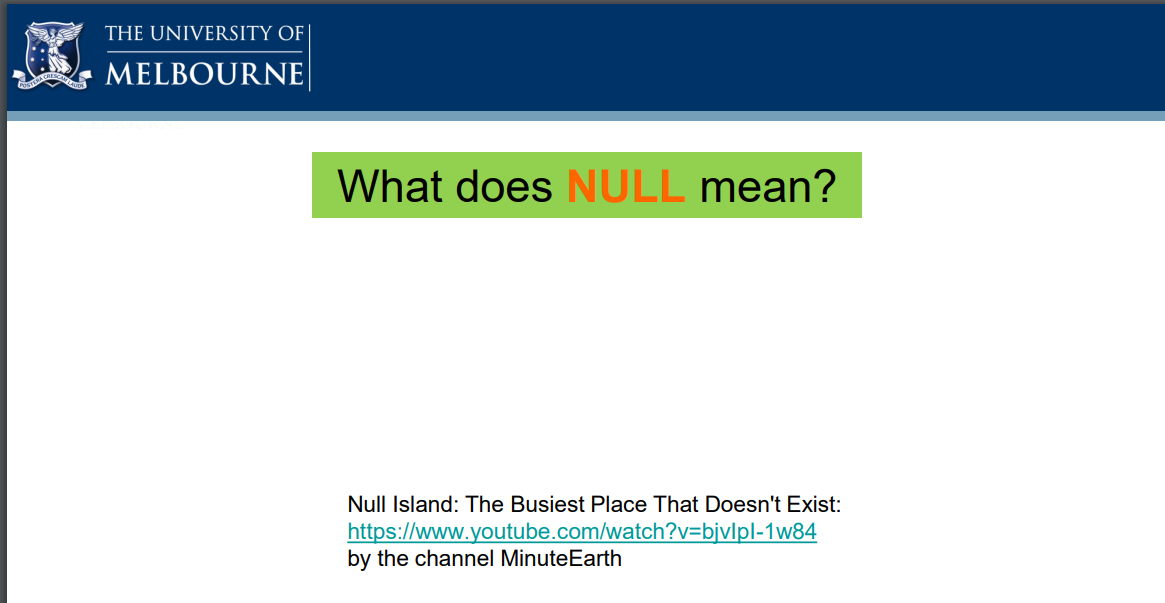 THE UNIVERSITY OF
MELBOURNE
POSTERA CRESCAM LAUDE
What does NULL mean?
Null Island: The Busiest Place That Doesn't Exist:
https://www.youtube.com/watch?v=bjvIpI-1w84
by the channel MinuteEarth